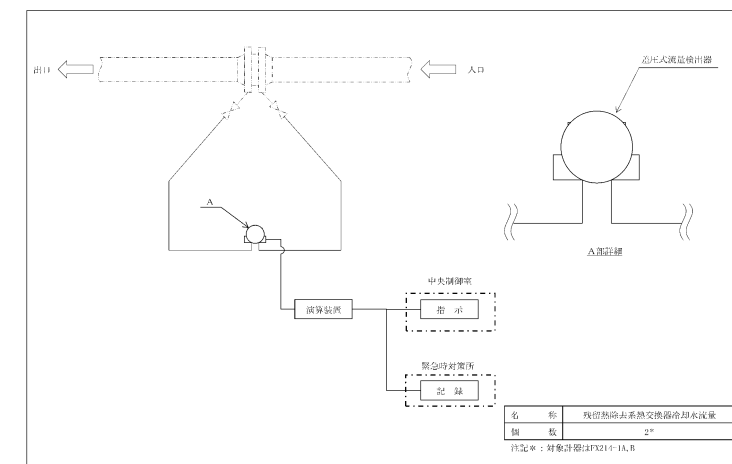 出口
入口
差圧式流量検出器
A
A部詳細
中央制御室
演算装置
指 示
緊急時対策所
記 録
名 称 残留熱除去系熱交換器冷却水流量
個 数 2*
注記*：対象計器はFX214-1A,B